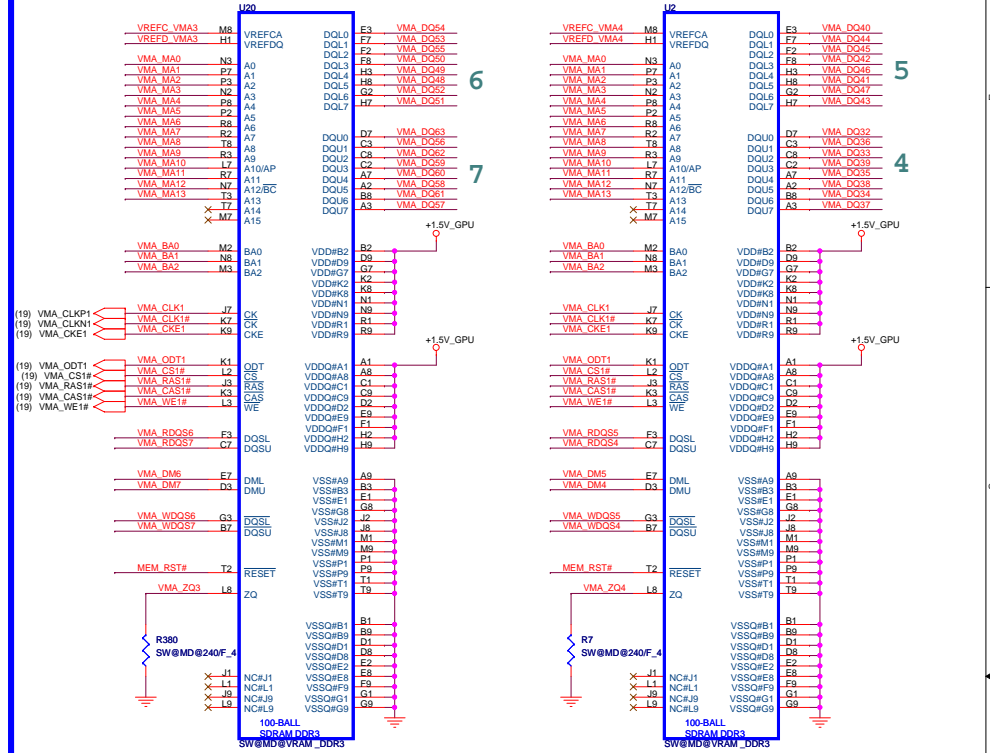 U20
VREFC_VMA3 M8 VREFCA
VREFD_VMA3 H1 VREFDQ
VMA_MA0 N3 A0
VMA_MA1 P7 A1
VMA_MA2 P3 A2
VMA_MA3 N2 A3
VMA_MA4 P8 A4
VMA_MA5 P2 A5
VMA_MA6 R8 A6
VMA_MA7 R2 A7
VMA_MA8 T8 A8
VMA_MA9 R3 A9
VMA_MA10 L7 A10/AP
VMA_MA11 R7 A11
VMA_MA12 N7 A12/BC
VMA_MA13 T3 A13
T7 A14
M7 A15
VMA_BA0 M2 BA0
VMA_BA1 N8 BA1
VMA_BA2 M3 BA2
(19) VMA_CLKP1 VMA_CLK1 J7 CK
(19) VMA_CLKN1 VMA_CLK1# K7 CK
(19) VMA_CKE1 VMA_CKE1 K9 CKE
(19) VMA_ODT1 VMA_ODT1 K1 ODT
(19) VMA_CS1# VMA_CS1# L2 CS
(19) VMA_RAS1# VMA_RAS1# J3 RAS
(19) VMA_CAS1# VMA_CAS1# K3 CAS
(19) VMA_WE1# VMA_WE1# L3 WE
VMA_RDQS6 F3 DQSL
VMA_RDQS7 C7 DQSU
VMA_DM6 E7 DML
VMA_DM7 D3 DMU
VMA_WDQS6 G3 DQSL
VMA_WDQS7 B7 DQSU
MEM_RST# T2 RESET
VMA_ZQ3 L8 ZQ
R380
SW@MD@240/F_4
J1 NC#J1
L1 NC#L1
J9 NC#J9
L9 NC#L9
DQL0 E3 VMA_DQ54
DQL1 F7 VMA_DQ53
DQL2 F2 VMA_DQ55
DQL3 F8 VMA_DQ50
DQL4 H3 VMA_DQ49
DQL5 H8 VMA_DQ48
DQL6 G2 VMA_DQ52
DQL7 H7 VMA_DQ51
6
DQU0 D7 VMA_DQ63
DQU1 C3 VMA_DQ56
DQU2 C8 VMA_DQ62
DQU3 C2 VMA_DQ59
DQU4 A7 VMA_DQ60
DQU5 A2 VMA_DQ58
DQU6 B8 VMA_DQ61
DQU7 A3 VMA_DQ57
7
+1.5V_GPU
VDD#B2 B2
VDD#D9 D9
VDD#G7 G7
VDD#K2 K2
VDD#K8 K8
VDD#N1 N1
VDD#N9 N9
VDD#R1 R1
VDD#R9 R9
+1.5V_GPU
VDDQ#A1 A1
VDDQ#A8 A8
VDDQ#C1 C1
VDDQ#C9 C9
VDDQ#D2 D2
VDDQ#E9 E9
VDDQ#F1 F1
VDDQ#H2 H2
VDDQ#H9 H9
VSS#A9 A9
VSS#B3 B3
VSS#E1 E1
VSS#G8 G8
VSS#J2 J2
VSS#J8 J8
VSS#M1 M1
VSS#M9 M9
VSS#P1 P1
VSS#P9 P9
VSS#T1 T1
VSS#T9 T9
VSSQ#B1 B1
VSSQ#B9 B9
VSSQ#D1 D1
VSSQ#D8 D8
VSSQ#E2 E2
VSSQ#E8 E8
VSSQ#F9 F9
VSSQ#G1 G1
VSSQ#G9 G9
100-BALL
SDRAM DDR3
SW@MD@VRAM _DDR3
U2
VREFC_VMA4 M8 VREFCA
VREFD_VMA4 H1 VREFDQ
VMA_MA0 N3 A0
VMA_MA1 P7 A1
VMA_MA2 P3 A2
VMA_MA3 N2 A3
VMA_MA4 P8 A4
VMA_MA5 P2 A5
VMA_MA6 R8 A6
VMA_MA7 R2 A7
VMA_MA8 T8 A8
VMA_MA9 R3 A9
VMA_MA10 L7 A10/AP
VMA_MA11 R7 A11
VMA_MA12 N7 A12/BC
VMA_MA13 T3 A13
T7 A14
M7 A15
VMA_BA0 M2 BA0
VMA_BA1 N8 BA1
VMA_BA2 M3 BA2
VMA_CLK1 J7 CK
VMA_CLK1# K7 CK
VMA_CKE1 K9 CKE
VMA_ODT1 K1 ODT
VMA_CS1# L2 CS
VMA_RAS1# J3 RAS
VMA_CAS1# K3 CAS
VMA_WE1# L3 WE
VMA_RDQS5 F3 DQSL
VMA_RDQS4 C7 DQSU
VMA_DM5 E7 DML
VMA_DM4 D3 DMU
VMA_WDQS5 G3 DQSL
VMA_WDQS4 B7 DQSU
MEM_RST# T2 RESET
VMA_ZQ4 L8 ZQ
R7
SW@MD@240/F_4
J1 NC#J1
L1 NC#L1
J9 NC#J9
L9 NC#L9
DQL0 E3 VMA_DQ40
DQL1 F7 VMA_DQ44
DQL2 F2 VMA_DQ45
DQL3 F8 VMA_DQ42
DQL4 H3 VMA_DQ46
DQL5 H8 VMA_DQ41
DQL6 G2 VMA_DQ47
DQL7 H7 VMA_DQ43
5
DQU0 D7 VMA_DQ32
DQU1 C3 VMA_DQ36
DQU2 C8 VMA_DQ33
DQU3 C2 VMA_DQ39
DQU4 A7 VMA_DQ35
DQU5 A2 VMA_DQ38
DQU6 B8 VMA_DQ34
DQU7 A3 VMA_DQ37
4
+1.5V_GPU
VDD#B2 B2
VDD#D9 D9
VDD#G7 G7
VDD#K2 K2
VDD#K8 K8
VDD#N1 N1
VDD#N9 N9
VDD#R1 R1
VDD#R9 R9
+1.5V_GPU
VDDQ#A1 A1
VDDQ#A8 A8
VDDQ#C1 C1
VDDQ#C9 C9
VDDQ#D2 D2
VDDQ#E9 E9
VDDQ#F1 F1
VDDQ#H2 H2
VDDQ#H9 H9
VSS#A9 A9
VSS#B3 B3
VSS#E1 E1
VSS#G8 G8
VSS#J2 J2
VSS#J8 J8
VSS#M1 M1
VSS#M9 M9
VSS#P1 P1
VSS#P9 P9
VSS#T1 T1
VSS#T9 T9
VSSQ#B1 B1
VSSQ#B9 B9
VSSQ#D1 D1
VSSQ#D8 D8
VSSQ#E2 E2
VSSQ#E8 E8
VSSQ#F9 F9
VSSQ#G1 G1
VSSQ#G9 G9
100-BALL
SDRAM DDR3
SW@MD@VRAM _DDR3